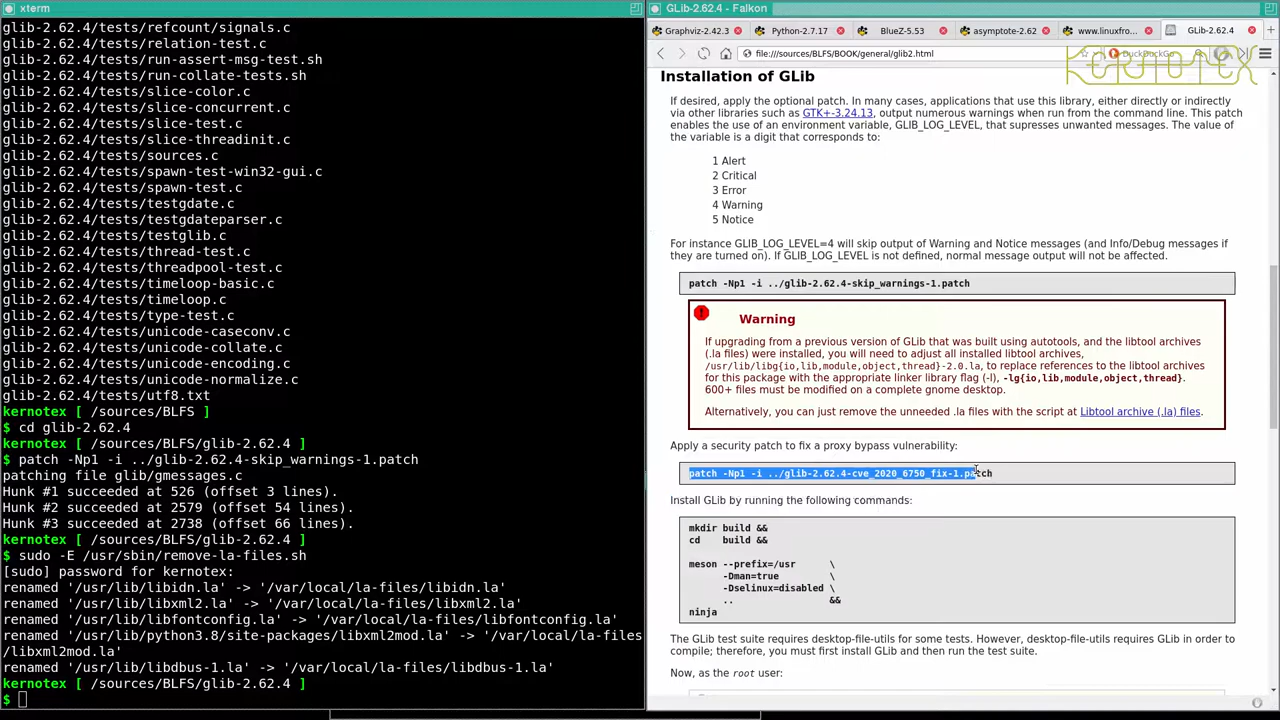 xterm
glib-2.62.4/tests/refcount/signals.c
glib-2.62.4/tests/relation-test.c
glib-2.62.4/tests/run-assert-msg-test.sh
glib-2.62.4/tests/run-collate-tests.sh
glib-2.62.4/tests/slice-color.c
glib-2.62.4/tests/slice-concurrent.c
glib-2.62.4/tests/slice-test.c
glib-2.62.4/tests/slice-threadinit.c
glib-2.62.4/tests/sources.c
glib-2.62.4/tests/spawn-test-win32-gui.c
glib-2.62.4/tests/spawn-test.c
glib-2.62.4/tests/testgdate.c
glib-2.62.4/tests/testgdateparser.c
glib-2.62.4/tests/testglib.c
glib-2.62.4/tests/thread-test.c
glib-2.62.4/tests/threadpool-test.c
glib-2.62.4/tests/timeloop-basic.c
glib-2.62.4/tests/timeloop.c
glib-2.62.4/tests/type-test.c
glib-2.62.4/tests/unicode-caseconv.c
glib-2.62.4/tests/unicode-collate.c
glib-2.62.4/tests/unicode-encoding.c
glib-2.62.4/tests/unicode-normalize.c
glib-2.62.4/tests/utf8.txt
kernotex [ /sources/BLFS ]
$ cd glib-2.62.4
kernotex [ /sources/BLFS/glib-2.62.4 ]
$ patch -Np1 -i ../glib-2.62.4-skip_warnings-1.patch
patching file glib/gmessages.c
Hunk #1 succeeded at 526 (offset 3 lines).
Hunk #2 succeeded at 2579 (offset 54 lines).
Hunk #3 succeeded at 2738 (offset 66 lines).
kernotex [ /sources/BLFS/glib-2.62.4 ]
$ sudo -E /usr/sbin/remove-la-files.sh
[sudo] password for kernotex:
renamed '/usr/lib/libidn.la' -> '/var/local/la-files/libidn.la'
renamed '/usr/lib/libxml2.la' -> '/var/local/la-files/libxml2.la'
renamed '/usr/lib/libfontconfig.la' -> '/var/local/la-files/libfontconfig.la'
renamed '/usr/lib/python3.8/site-packages/libxml2mod.la' -> '/var/local/la-files
/libxml2mod.la'
renamed '/usr/lib/libdbus-1.la' -> '/var/local/la-files/libdbus-1.la'
kernotex [ /sources/BLFS/glib-2.62.4 ]
$
GLib-2.62.4 - Falkon
Graphviz-2.42.3 Python-2.7.17 BlueZ-5.53 asymptote-2.62 www.linuxfro... GLib-2.62.4
file:///sources/BLFS/BOOK/general/glib2.html DuckDuckGo
KERNOTEX
Installation of GLib
If desired, apply the optional patch. In many cases, applications that use this library, either directly or indirectly
via other libraries such as GTK+-3.24.13, output numerous warnings when run from the command line. This patch
enables the use of an environment variable, GLIB_LOG_LEVEL, that supresses unwanted messages. The value of
the variable is a digit that corresponds to:
1 Alert
2 Critical
3 Error
4 Warning
5 Notice
For instance GLIB_LOG_LEVEL=4 will skip output of Warning and Notice messages (and Info/Debug messages if
they are turned on). If GLIB_LOG_LEVEL is not defined, normal message output will not be affected.
patch -Np1 -i ../glib-2.62.4-skip_warnings-1.patch
Warning
If upgrading from a previous version of GLib that was built using autotools, and the libtool archives
(.la files) were installed, you will need to adjust all installed libtool archives,
/usr/lib/libg{io,lib,module,object,thread}-2.0.la, to replace references to the libtool archives
for this package with the appropriate linker library flag (-l), -lg{io,lib,module,object,thread}.
600+ files must be modified on a complete gnome desktop.
Alternatively, you can just remove the unneeded .la files with the script at Libtool archive (.la) files.
Apply a security patch to fix a proxy bypass vulnerability:
patch -Np1 -i ../glib-2.62.4-cve_2020_6750_fix-1.patch
Install GLib by running the following commands:
mkdir build &&
cd    build &&
meson --prefix=/usr      \
      -Dman=true         \
      -Dselinux=disabled \
      ..                 &&
ninja
The GLib test suite requires desktop-file-utils for some tests. However, desktop-file-utils requires GLib in order to
compile; therefore, you must first install GLib and then run the test suite.
Now, as the root user: